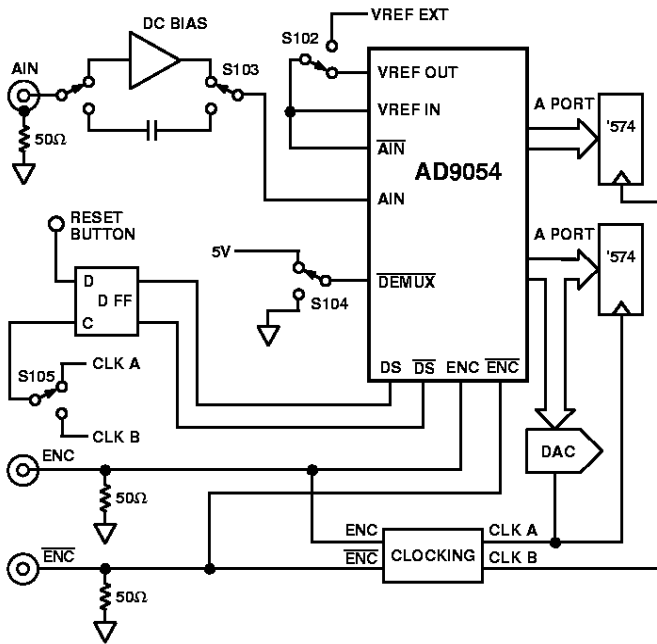 VREF EXT
DC BIAS
S102
AIN
S103
VREF OUT
50Ω
VREF IN
A PORT
'574
AIN
AD9054
AIN
RESET
BUTTON
A PORT
'574
5V
D
DEMUX
D FF
S104
C
CLK A
S105
DS
DS
ENC
ENC
CLK B
DAC
ENC
50Ω
ENC
CLK A
CLOCKING
ENC
ENC
CLK B
50Ω